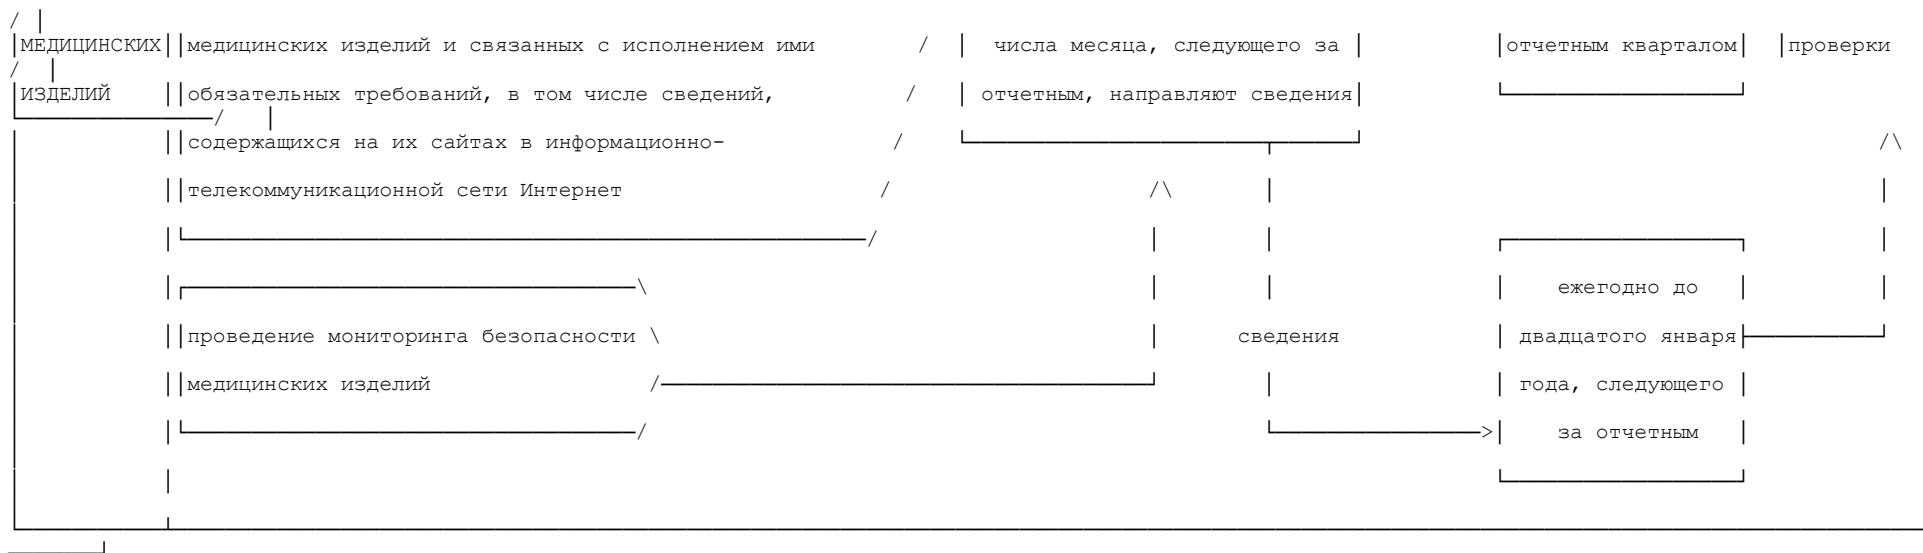 МЕДИЦИНСКИХ медицинских изделий и связанных с исполнением ими числа месяца, следующего за отчетным кварталом проверки
ИЗДЕЛИЙ обязательных требований, в том числе сведений, отчетным, направляют сведения
содержащихся на их сайтах в информационно-
телекоммуникационной сети Интернет
ежегодно до
проведение мониторинга безопасности сведения двадцатого января
медицинских изделий года, следующего
за отчетным